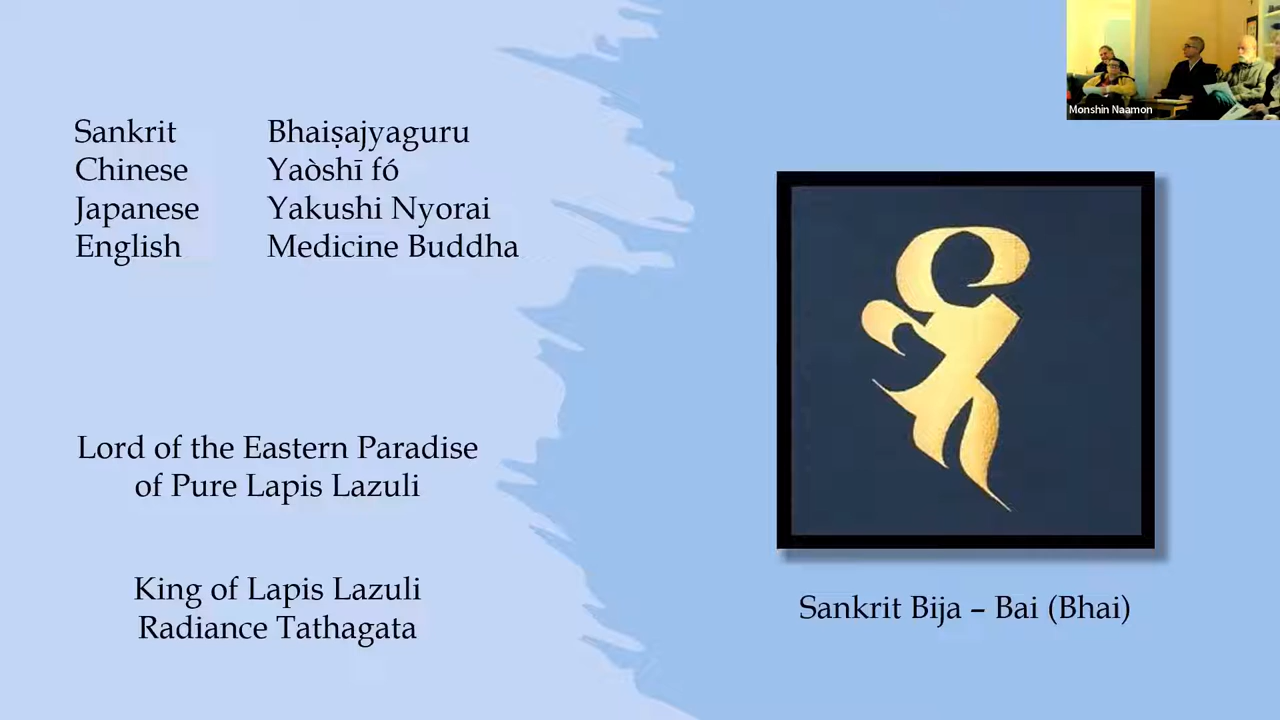 Sankrit Bhaiṣajyaguru
Chinese Yaòshī fó
Japanese Yakushi Nyorai
English Medicine Buddha
Lord of the Eastern Paradise
of Pure Lapis Lazuli
King of Lapis Lazuli
Radiance Tathagata
Monshin Naamon
Sankrit Bija – Bai (Bhai)